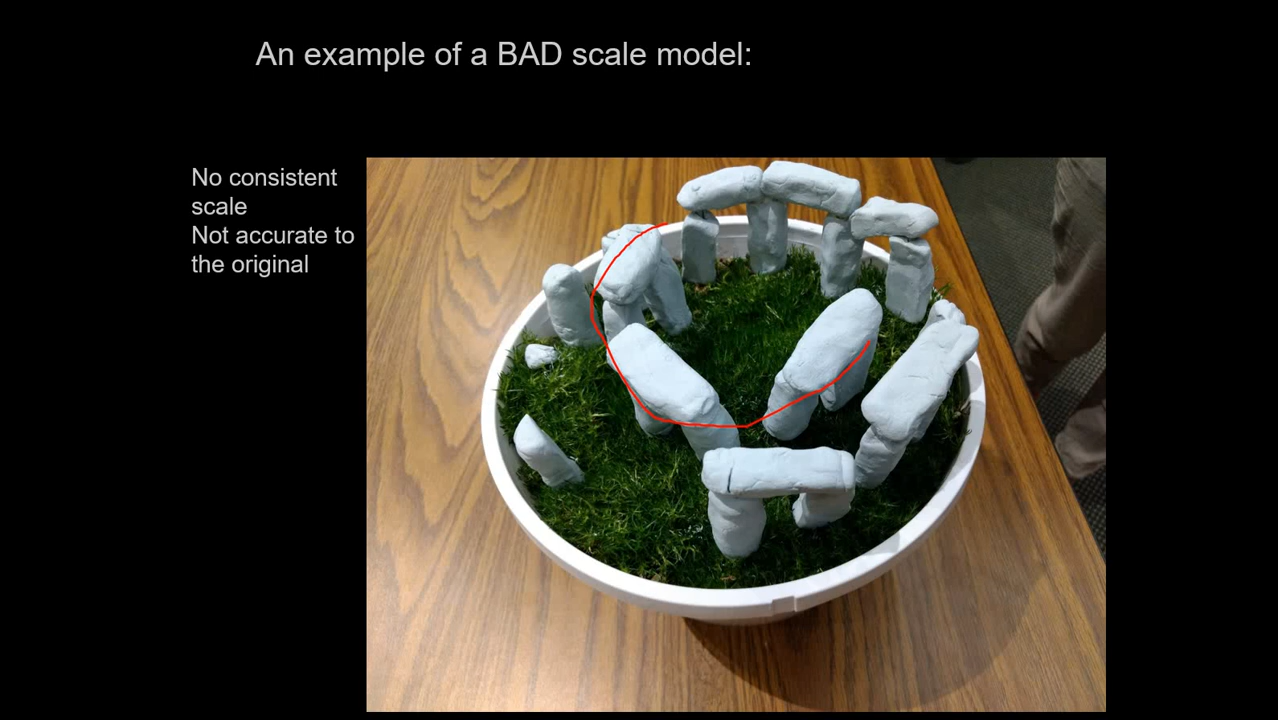 An example of a BAD scale model:
No consistent
scale
Not accurate to
the original